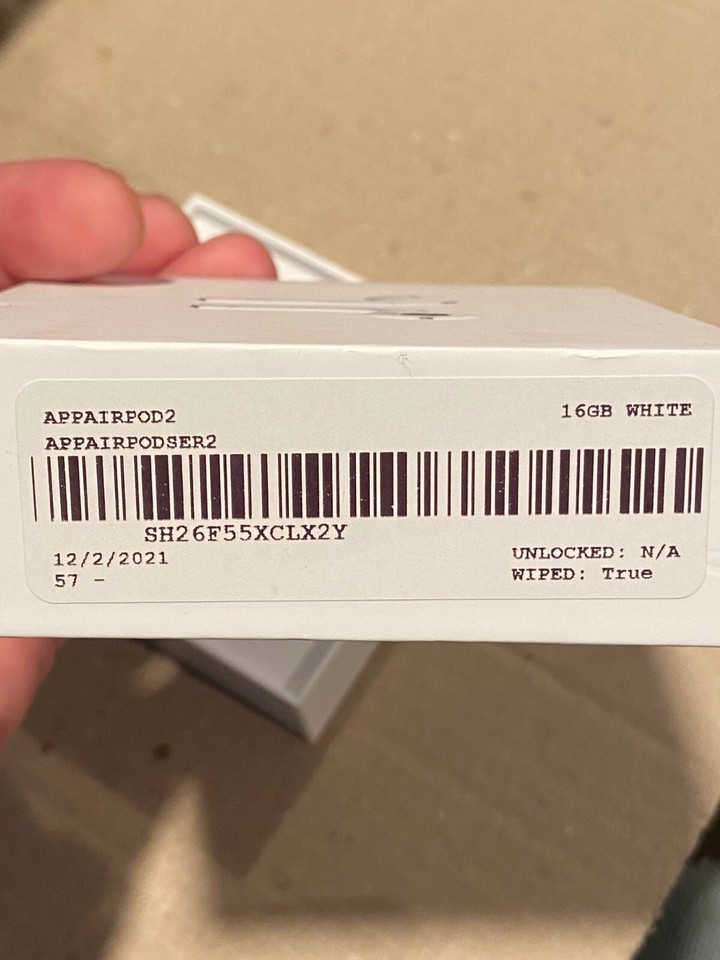 APPAIRPOD2
16GB WHITE
APPAIRPODSER2
SH26F55XCLX2Y
12/2/2021
UNLOCKED: N/A
57 -
WIPED: True